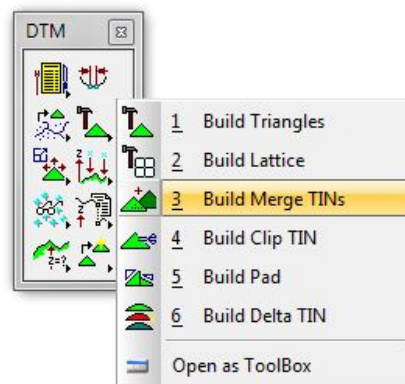 DTM
1 Build Triangles
2 Build Lattice
3 Build Merge TINs
4 Build Clip TIN
5 Build Pad
6 Build Delta TIN
Open as ToolBox